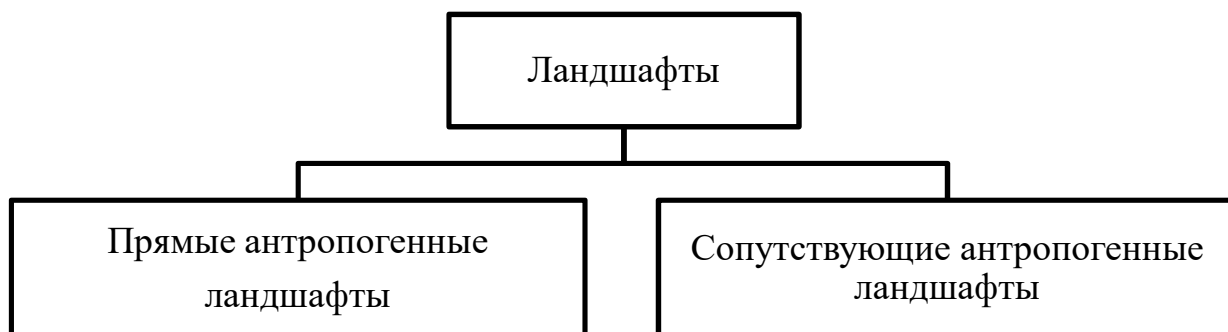 Ландшафты
Прямые антропогенные
ландшафты
Сопутствующие антропогенные
ландшафты